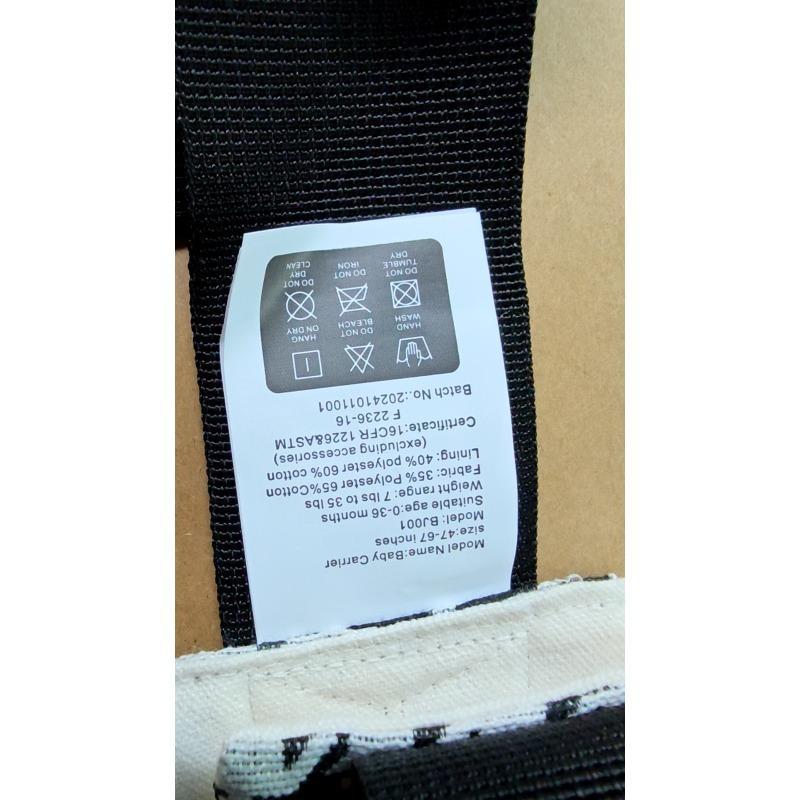 Model Name:Baby Carrier
size:47-67 inches
Model: BJ001
Suitable age:0-36 months
Weight range: 7 lbs to 35 lbs
Fabric: 35% Polyester 65%Cotton
Lining: 40% polyester 60% cotton
(excluding accessories)
Certificate:16CFR 1226&ASTM
F 2236-16
Batch No.:20241011001
HAND WASH
DO NOT BLEACH
HANG ON DRY
DO NOT TUMBLE DRY
DO NOT IRON
DO NOT DRY CLEAN